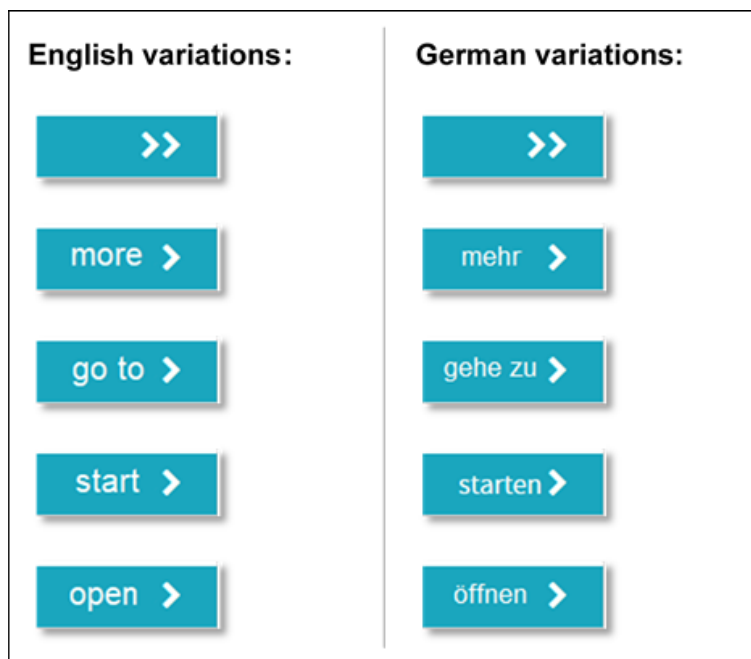 English variations:
>>
more >
go to >
start >
open >
German variations:
>>
mehr >
gehe zu >
starten >
öffnen >